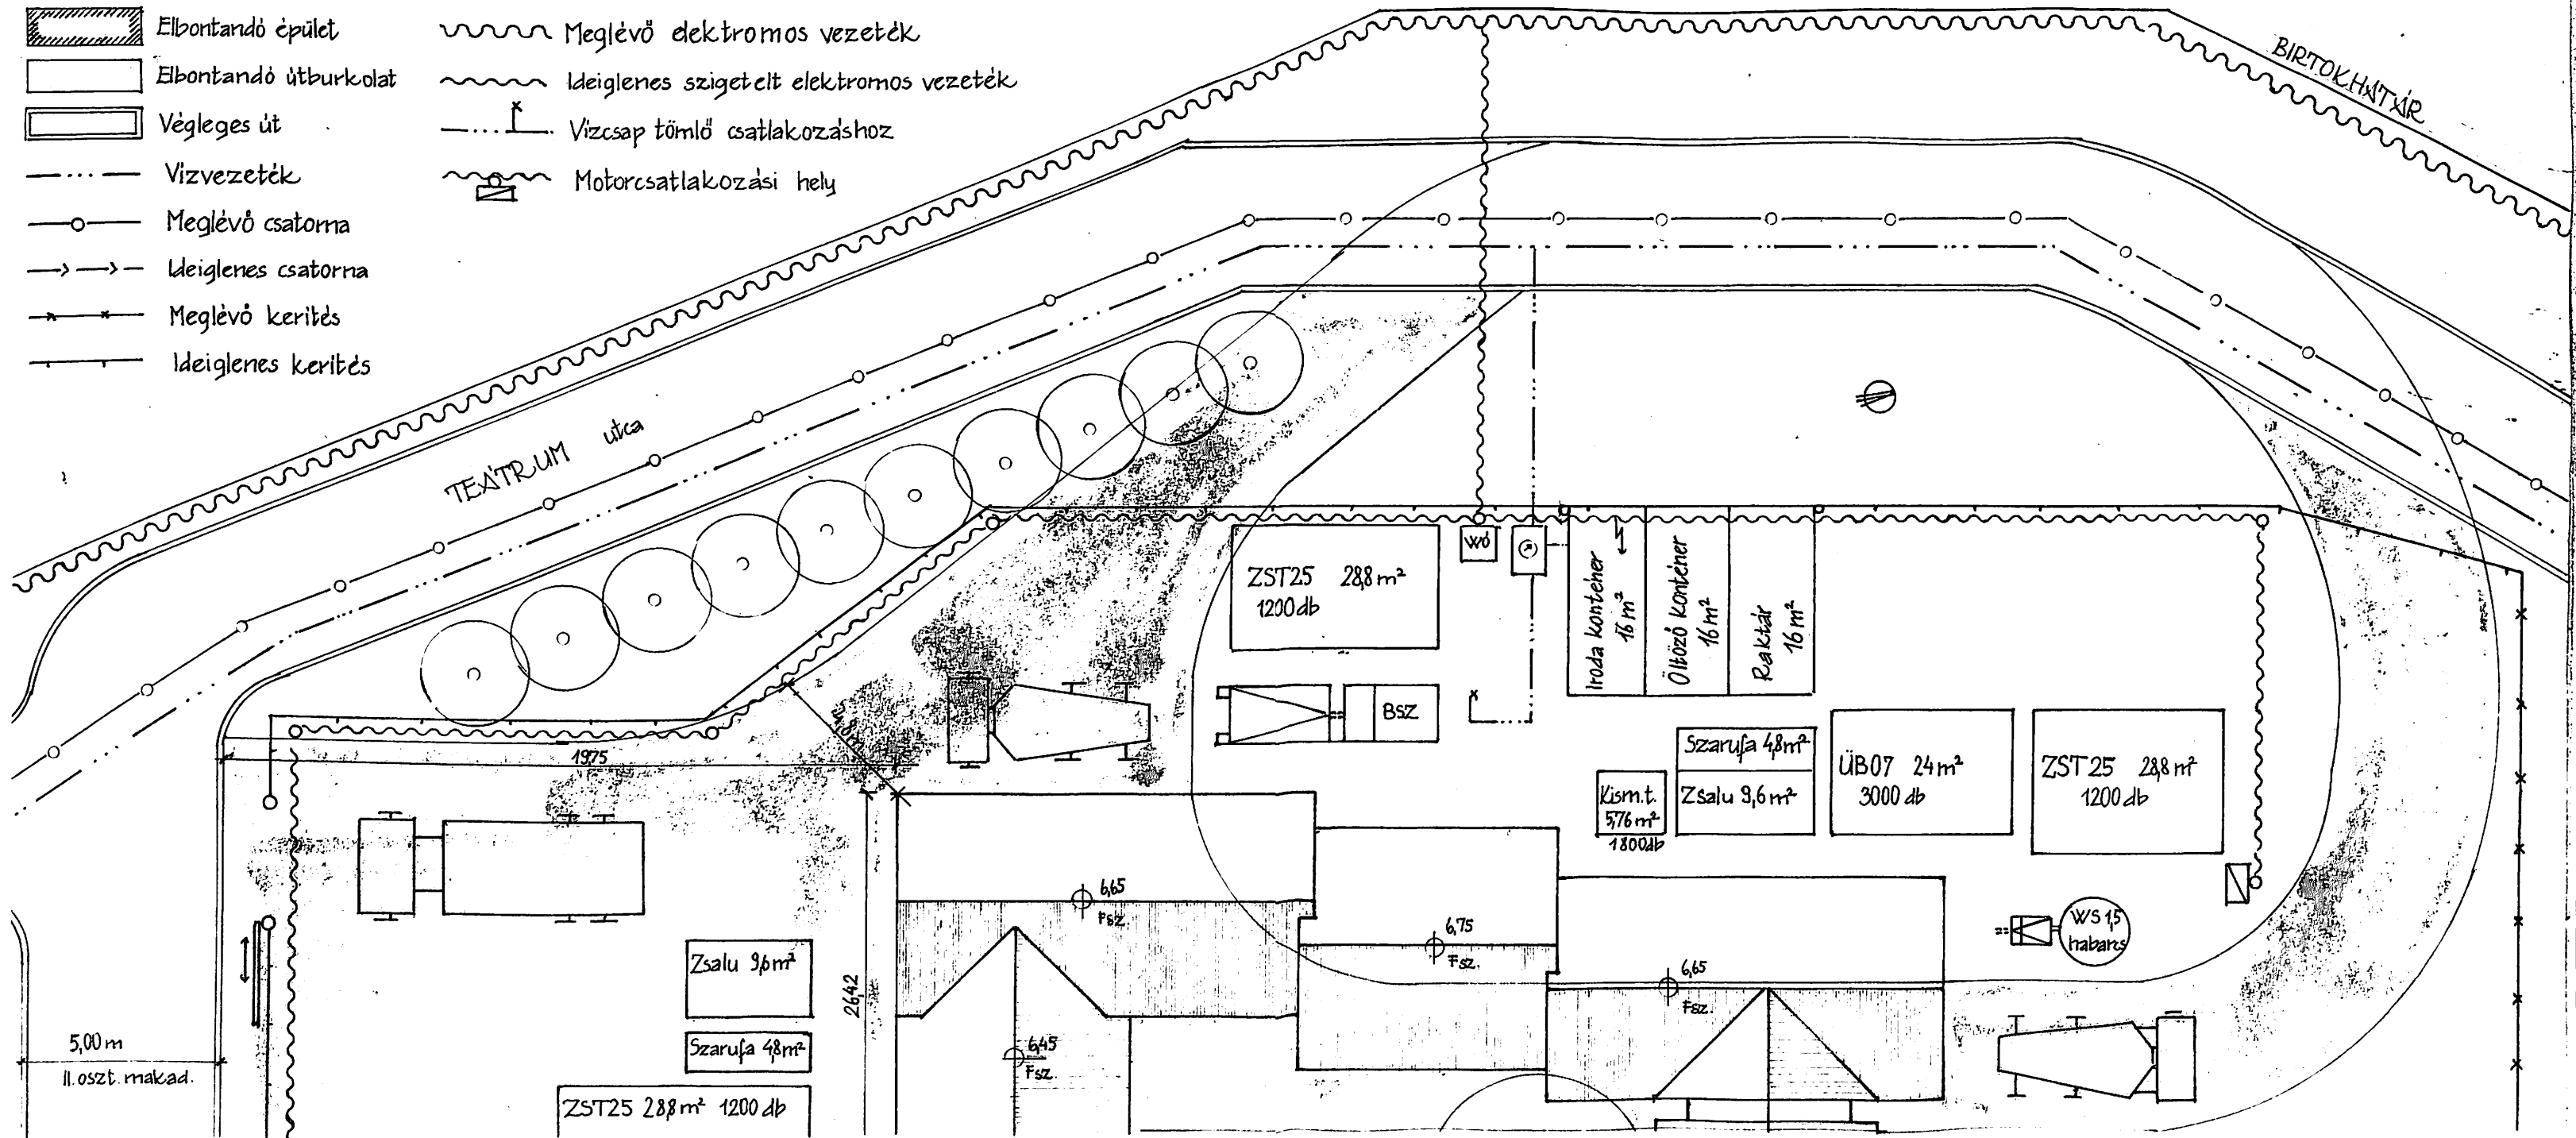 Elbontandó épület
Elbontandó útburkolat
Végleges út
Vízvezeték
Meglévő csatorna
Ideiglenes csatorna
Meglévő kerítés
Ideiglenes kerítés
Meglévő elektromos vezeték
Ideiglenes szigetelt elektromos vezeték
Vízcsap tömlő csatlakozáshoz
Motorcsatlakozási hely
BIRTOKHATÁR
TEÁTRUM utca
ZST25 28,8 m²
1200 db
WÓ
Iroda konténer
16 m²
Öltöző konténer
16 m²
Raktár
16 m²
BSZ
1975
Szarufa 4,8 m²
Zsalu 9,6 m²
Kism.t.
5,76 m²
1800 db
ÜB07 24 m²
3000 db
ZST25 28,8 m²
1200 db
6,65
Fsz.
6,75
Fsz.
6,65
Fsz.
6,45
Fsz.
WS 1,5
habarcs
Zsalu 9,6 m²
Szarufa 4,8 m²
ZST25 28,8 m² 1200 db
2642
5,00 m
II. oszt. makad.